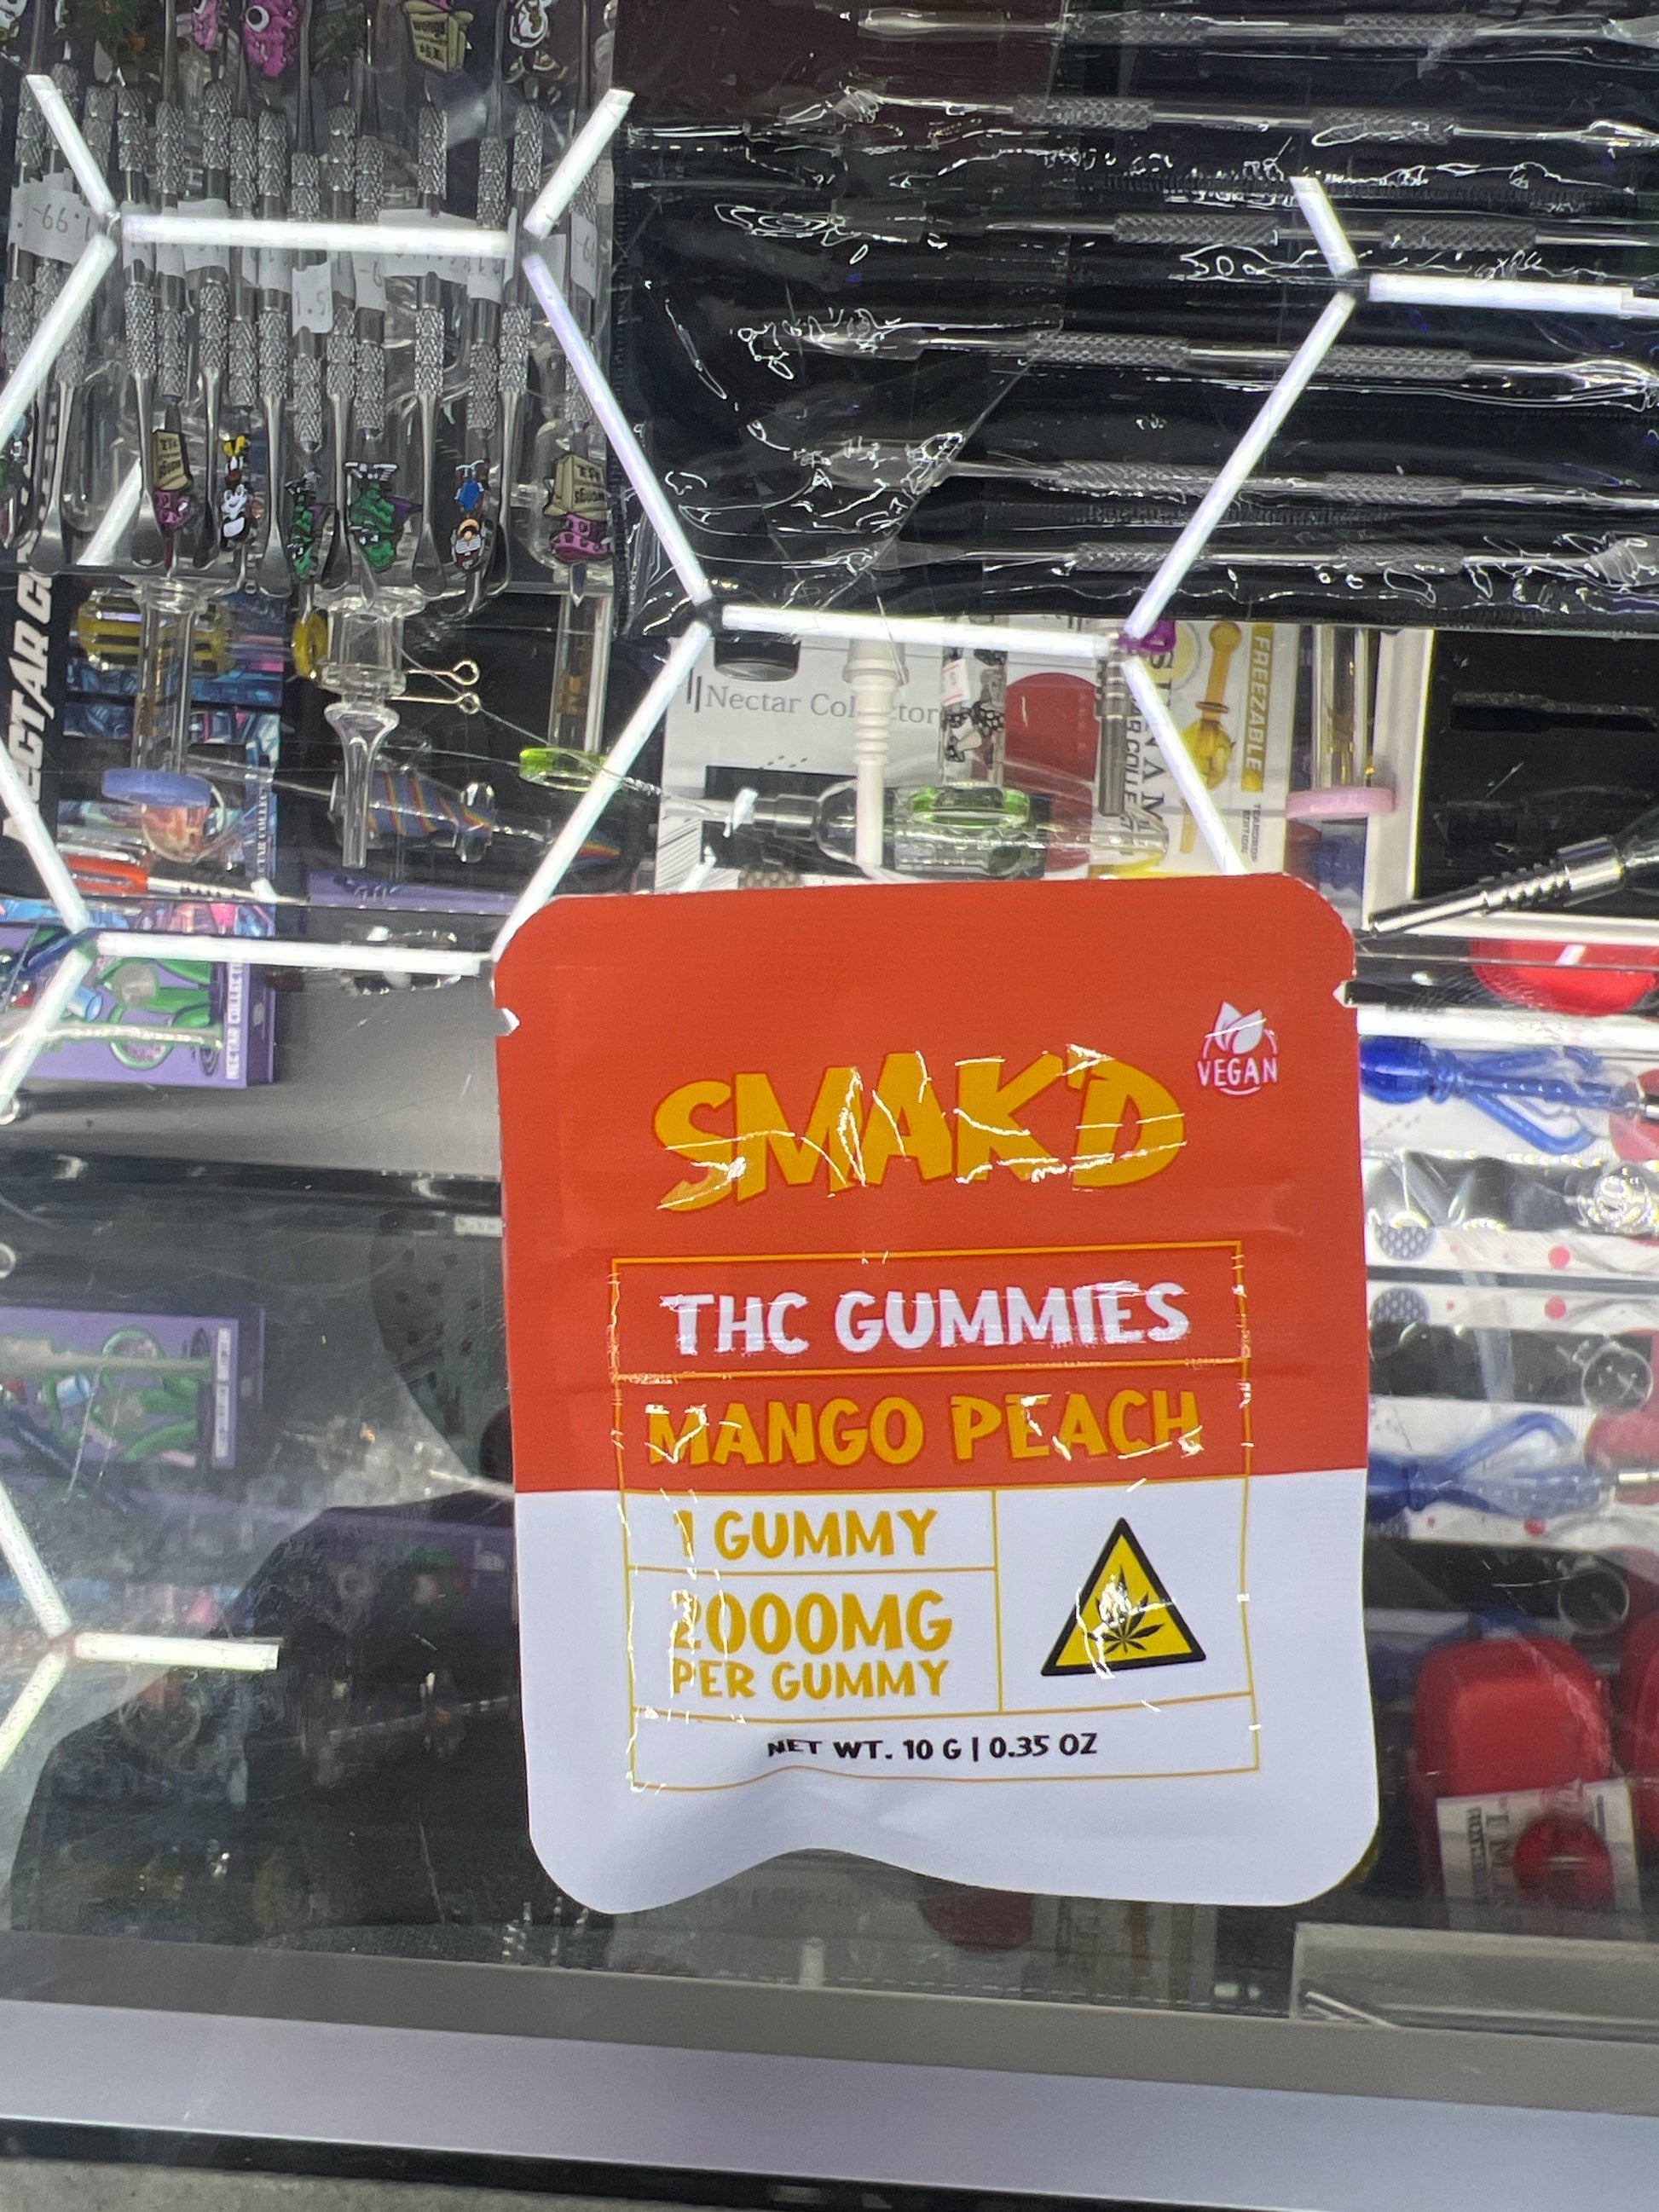 Nectar Collector
FREEZABLE
SMAK'D
VEGAN
THC GUMMIES
MANGO PEACH
1 GUMMY
2000MG
PER GUMMY
NET WT. 10 G | 0.35 OZ